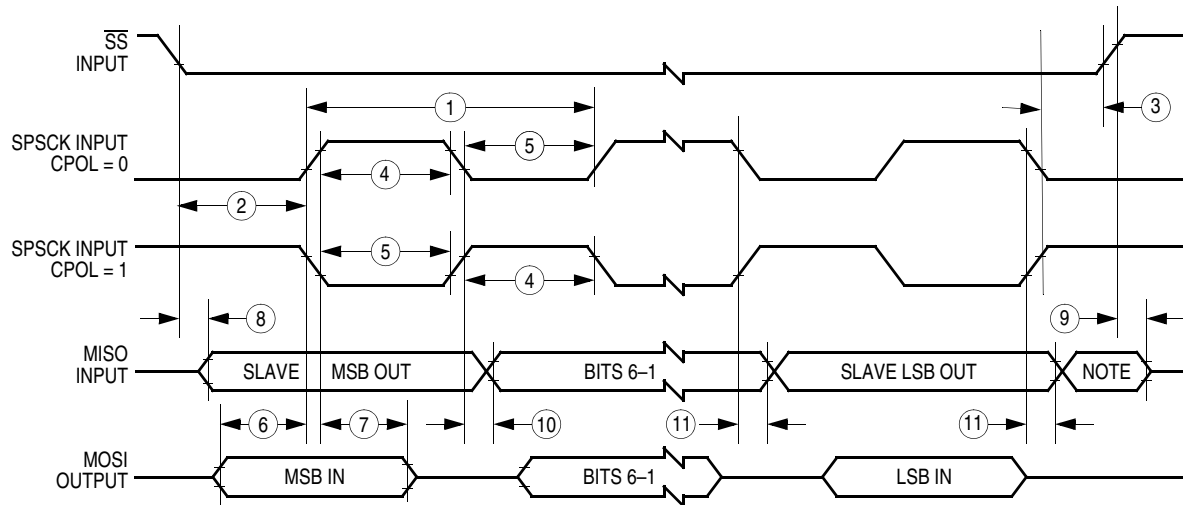 SS
INPUT
1
3
SPSCK INPUT
CPOL = 0
5
4
2
SPSCK INPUT
CPOL = 1
5
4
8
9
MISO
INPUT
SLAVE MSB OUT
BITS 6–1
SLAVE LSB OUT
NOTE
6
7
10
11
11
MOSI
OUTPUT
MSB IN
BITS 6–1
LSB IN